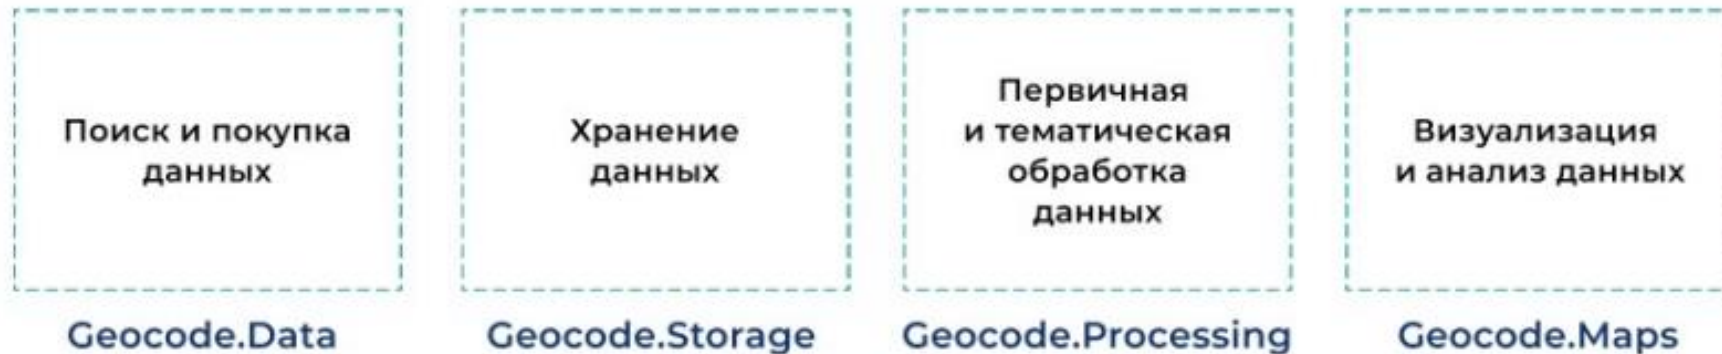 Поиск и покупка
данных
Geocode.Data
Хранение
данных
Geocode.Storage
Первичная
и тематическая
обработка
данных
Geocode.Processing
Визуализация
и анализ данных
Geocode.Maps